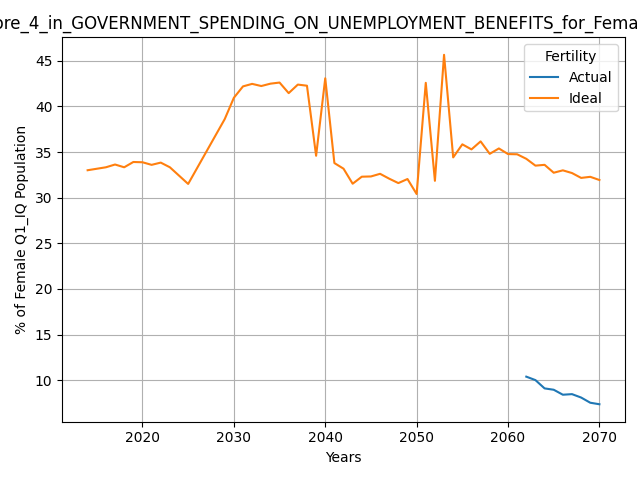 ore_4_in_GOVERNMENT_SPENDING_ON_UNEMPLOYMENT_BENEFITS_for_Fema
45
40
35
30
25
20
15
10
% of Female Q1_IQ Population
Fertility
Actual
Ideal
2020 2030 2040 2050 2060 2070
Years